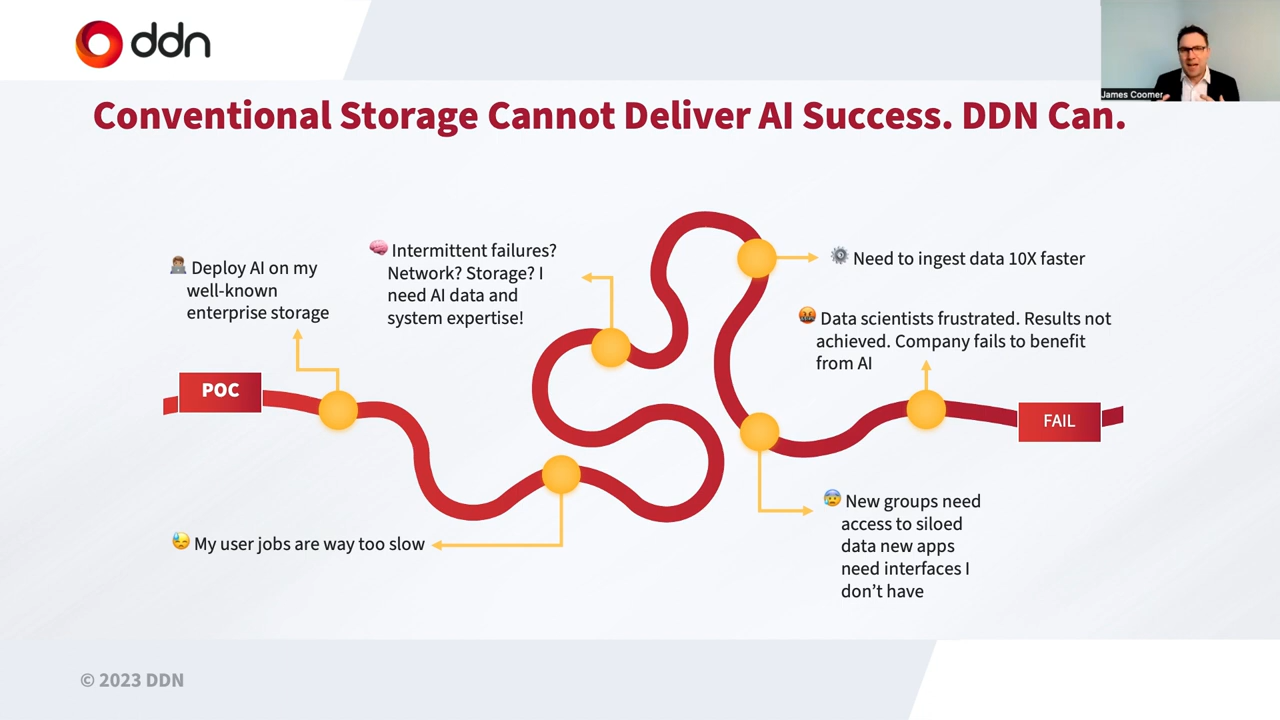 ddn
James Coomer
Conventional Storage Cannot Deliver AI Success. DDN Can.
Deploy AI on my
well-known
enterprise storage
Intermittent failures?
Network? Storage? I
need AI data and
system expertise!
Need to ingest data 10X faster
Data scientists frustrated. Results not
achieved. Company fails to benefit
from AI
POC
FAIL
My user jobs are way too slow
New groups need
access to siloed
data new apps
need interfaces I
don’t have
© 2023 DDN